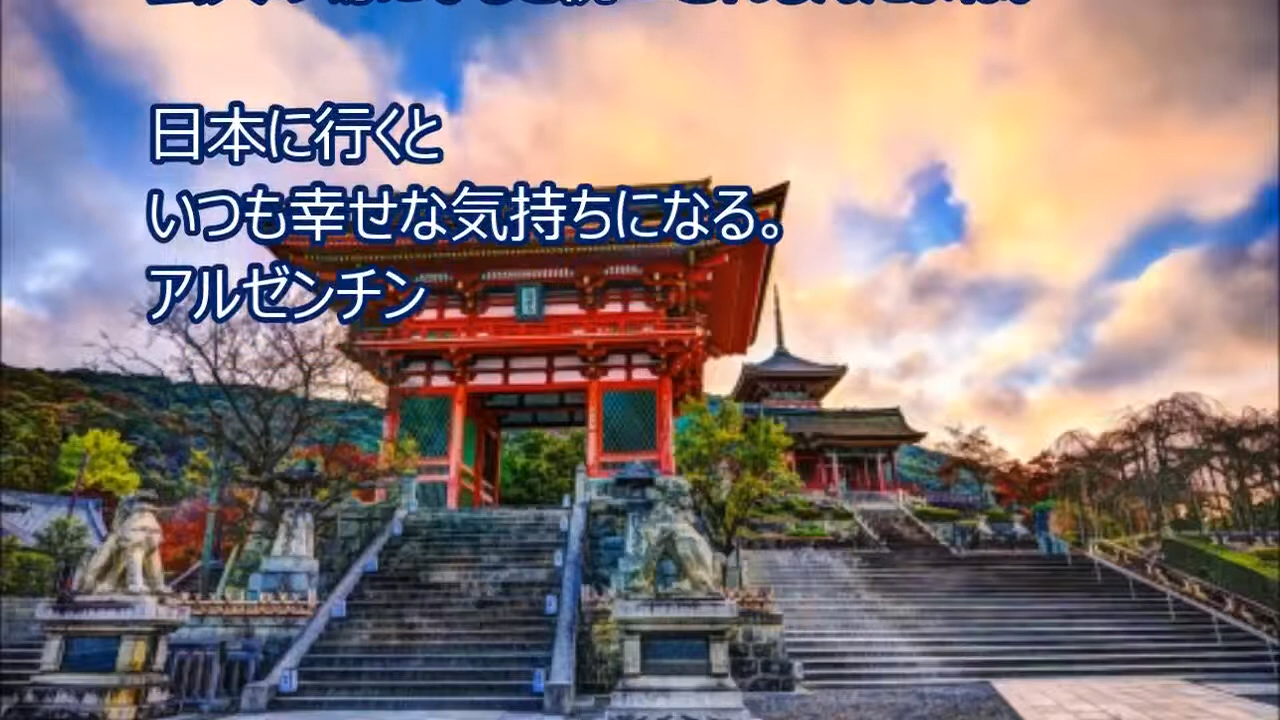 日本に行くと
いつも幸せな気持ちになる。
アルゼンチン